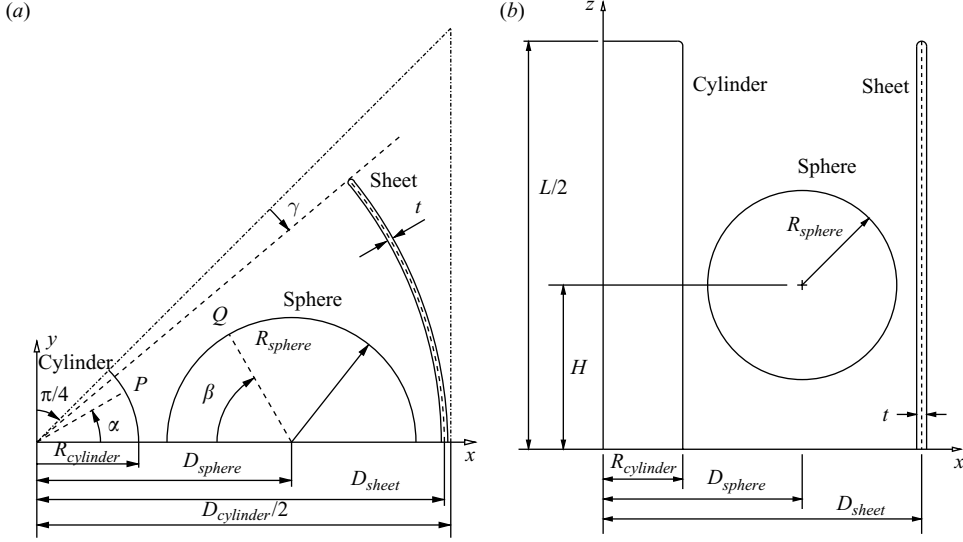 (a)
(b)
z
Sheet
Cylinder
Sheet
γ
t
L/2
Sphere
R_sphere
Sphere
Q
R_sphere
y
Cylinder
P
H
π/4
β
α
t
x
x
R_cylinder
R_cylinder
D_sphere
D_sphere
D_sheet
D_sheet
D_cylinder/2